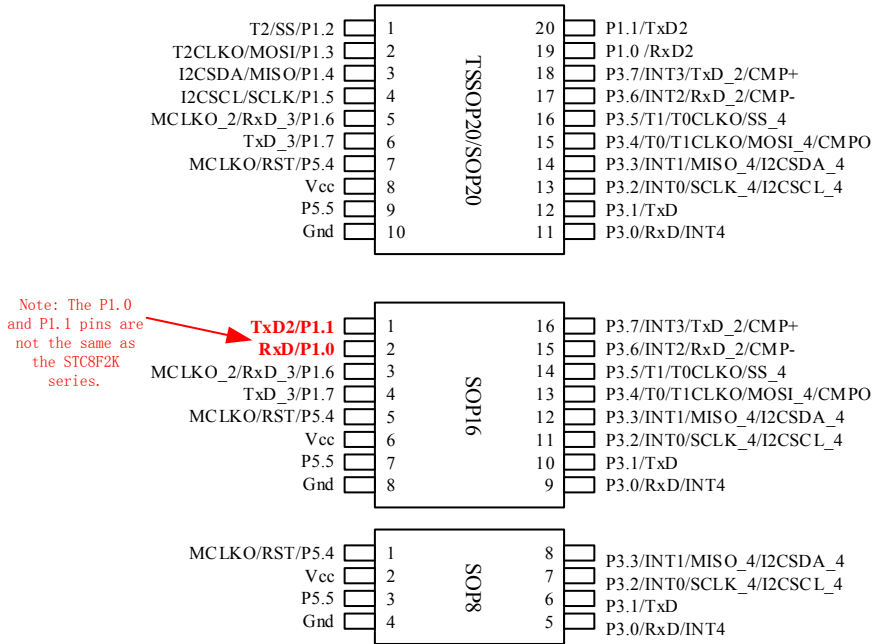 T2/SS/P1.2 1 20 P1.1/TxD2
T2CLKO/MOSI/P1.3 2 19 P1.0 /RxD2
I2CSDA/MISO/P1.4 3 18 P3.7/INT3/TxD_2/CMP+
I2CSCL/SCLK/P1.5 4 17 P3.6/INT2/RxD_2/CMP-
MCLKO_2/RxD_3/P1.6 5 16 P3.5/T1/T0CLKO/SS_4
TxD_3/P1.7 6 15 P3.4/T0/T1CLKO/MOSI_4/CMPO
MCLKO/RST/P5.4 7 14 P3.3/INT1/MISO_4/I2CSDA_4
Vcc 8 13 P3.2/INT0/SCLK_4/I2CSCL_4
P5.5 9 12 P3.1/TxD
Gnd 10 11 P3.0/RxD/INT4
TSSOP20/SOP20
Note: The P1.0
and P1.1 pins are
not the same as
the STC8F2K
series.
TxD2/P1.1 1 16 P3.7/INT3/TxD_2/CMP+
RxD/P1.0 2 15 P3.6/INT2/RxD_2/CMP-
MCLKO_2/RxD_3/P1.6 3 14 P3.5/T1/T0CLKO/SS_4
TxD_3/P1.7 4 13 P3.4/T0/T1CLKO/MOSI_4/CMPO
MCLKO/RST/P5.4 5 12 P3.3/INT1/MISO_4/I2CSDA_4
Vcc 6 11 P3.2/INT0/SCLK_4/I2CSCL_4
P5.5 7 10 P3.1/TxD
Gnd 8 9 P3.0/RxD/INT4
SOP16
MCLKO/RST/P5.4 1 8 P3.3/INT1/MISO_4/I2CSDA_4
Vcc 2 7 P3.2/INT0/SCLK_4/I2CSCL_4
P5.5 3 6 P3.1/TxD
Gnd 4 5 P3.0/RxD/INT4
SOP8